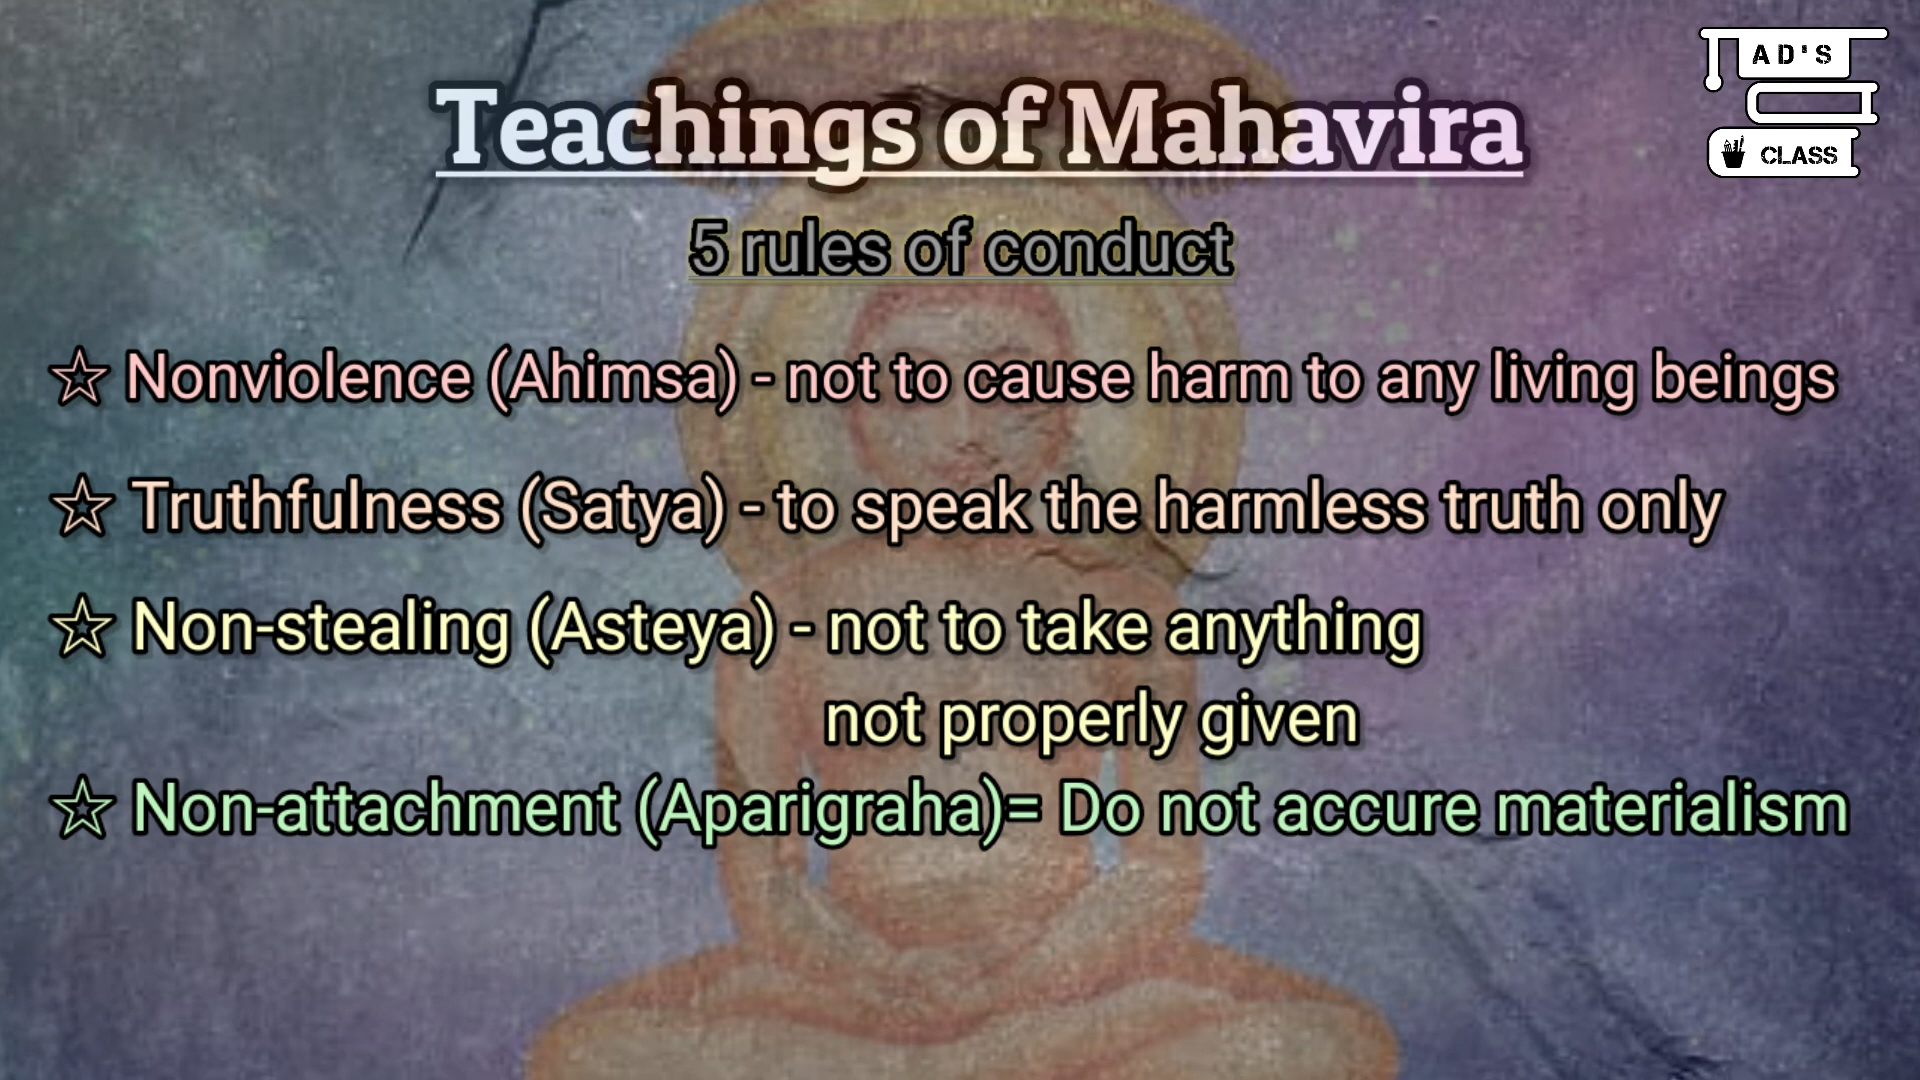 AD'S
CLASS
Teachings of Mahavira
5 rules of conduct
☆ Nonviolence (Ahimsa) - not to cause harm to any living beings
☆ Truthfulness (Satya) - to speak the harmless truth only
☆ Non-stealing (Asteya) - not to take anything
not properly given
☆ Non-attachment (Aparigraha)= Do not accure materialism